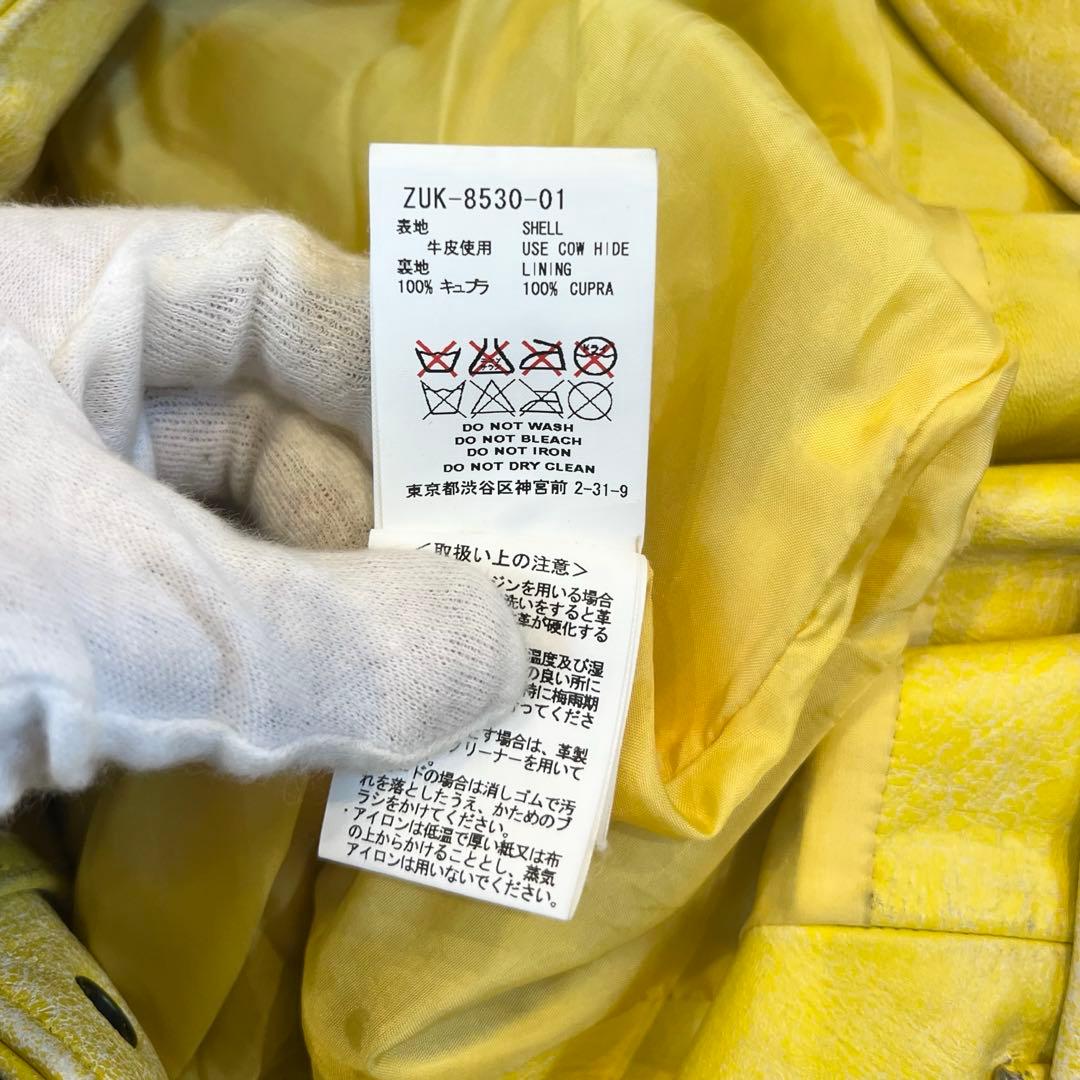 ZUK-8530-01
表地 SHELL
牛皮使用 USE COW HIDE
裏地 LINING
100% キュプラ 100% CUPRA
DO NOT WASH
DO NOT BLEACH
DO NOT IRON
DO NOT DRY CLEAN
東京都渋谷区神宮前 2-31-9
＜取扱い上の注意＞
ジンを用いる場合
洗いをすると革
革が硬化する
温度及び湿
の良い所に
特に梅雨期
ってくださ
す場合は、革製
クリーナーを用いて
ドの場合は消しゴムで汚
れを落としたうえ、かためのブ
ラシをかけてください。
・アイロンは低温で厚い紙又は布
の上からかけることとし、蒸気
アイロンは用いないでください。